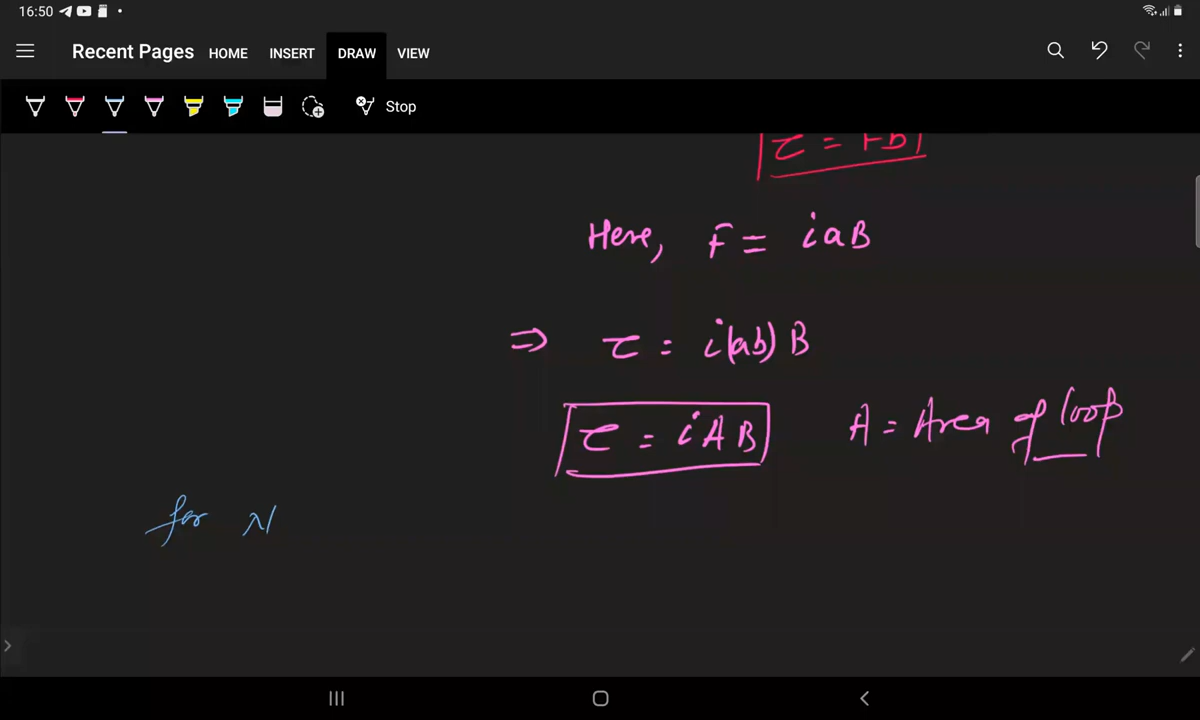 16:50
Recent Pages HOME INSERT DRAW VIEW
Stop
τ = Fb
Here, F = iaB
⇒ τ = i(ab) B
τ = iAB A = Area of loop
for N